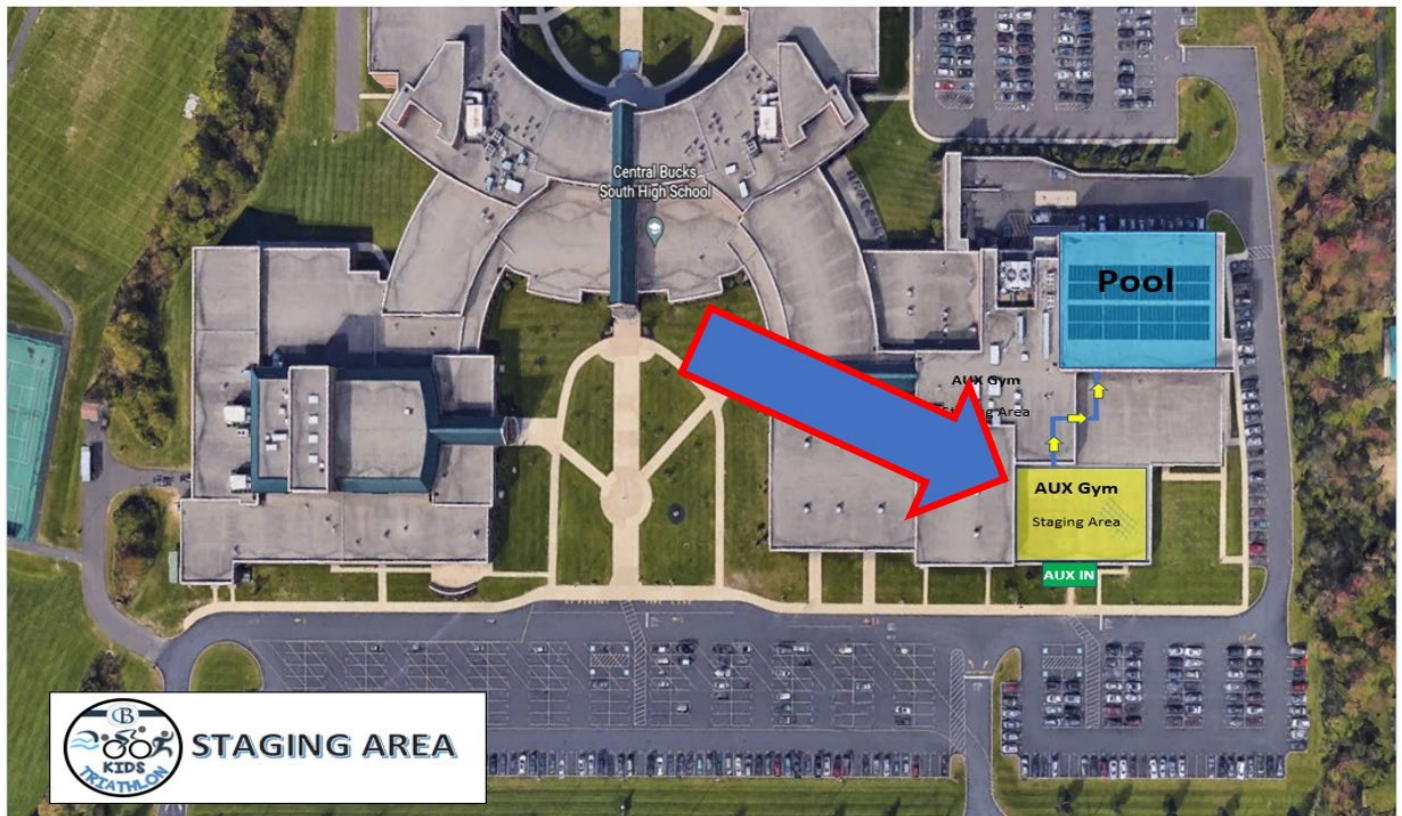 Central Bucks
South High School
Pool
AUX Gym
Staging Area
AUX Gym
Staging Area
AUX IN
CB
KIDS
TRIATHLON
STAGING AREA